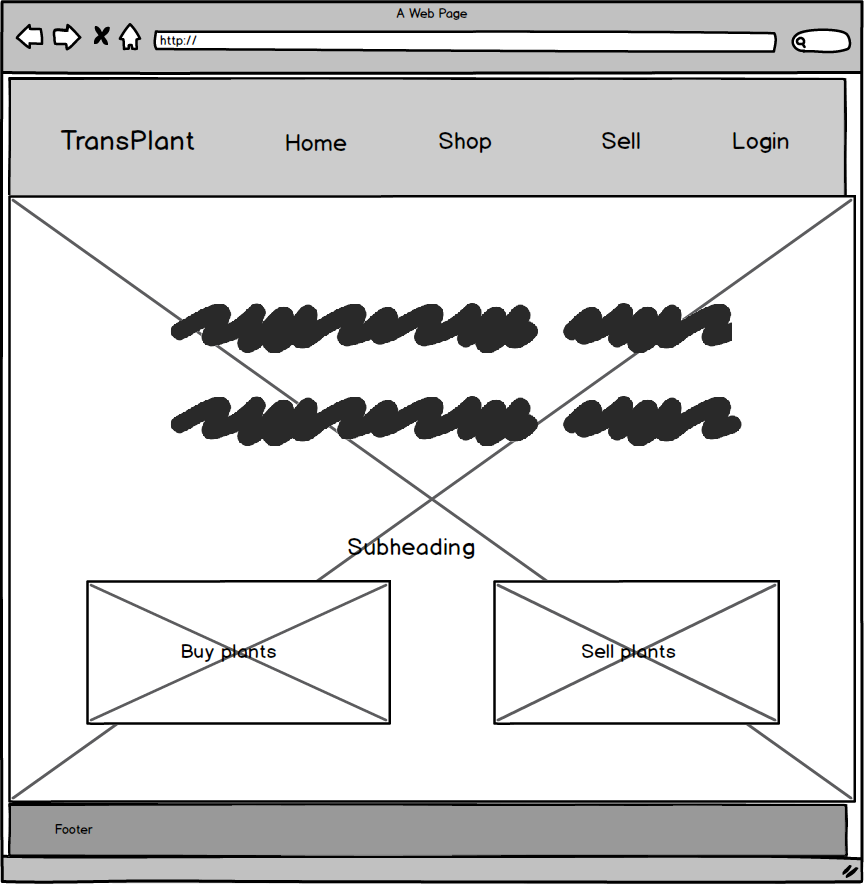 A Web Page
http://
TransPlant Home Shop Sell Login
Subheading
Buy plants Sell plants
Footer